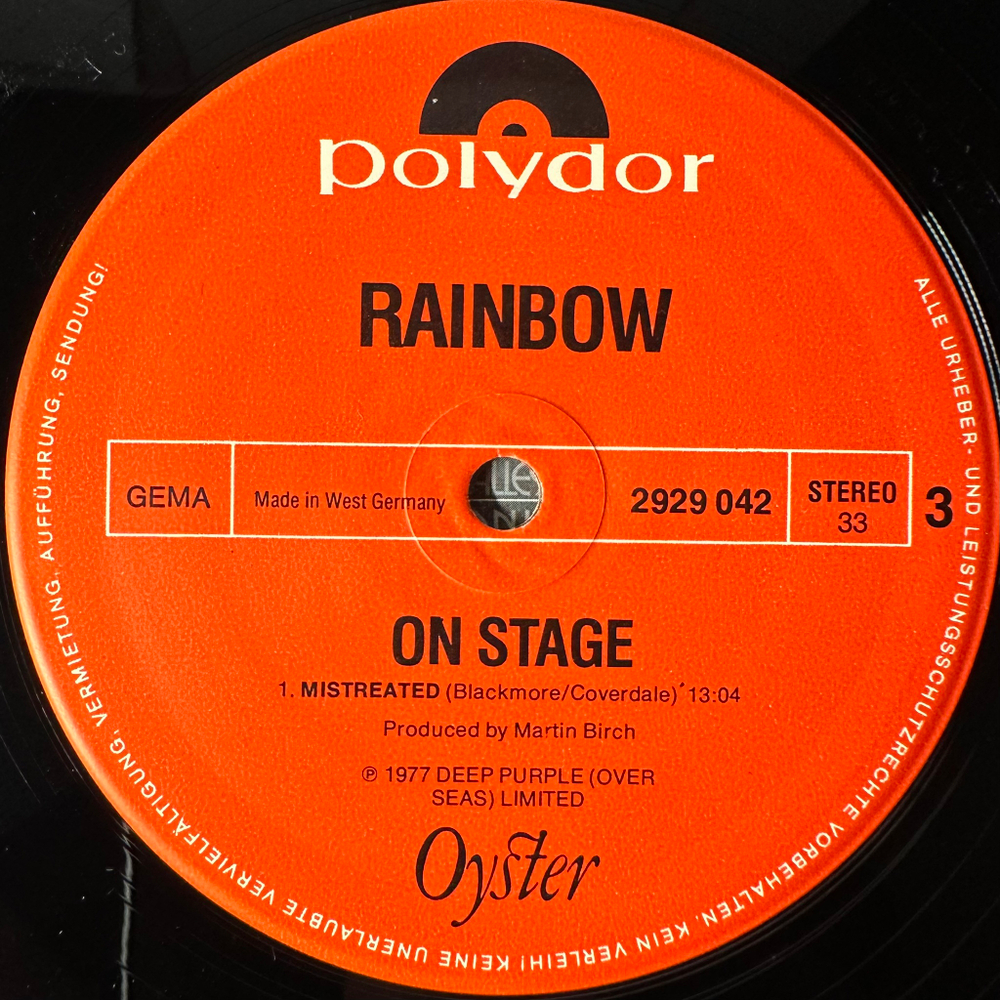 polydor
RAINBOW
GEMA
Made in West Germany
2929 042
STEREO
33
3
ON STAGE
1. MISTREATED (Blackmore/Coverdale) 13:04
Produced by Martin Birch
℗ 1977 DEEP PURPLE (OVER
SEAS) LIMITED
Oyster
ALLE URHEBER- UND LEISTUNGSSCHUTZRECHTE VORBEHALTEN. KEIN VERLEIH! KEINE UNERLAUBTE VERVIELFÄLTIGUNG, VERMIETUNG, AUFFÜHRUNG, SENDUNG!